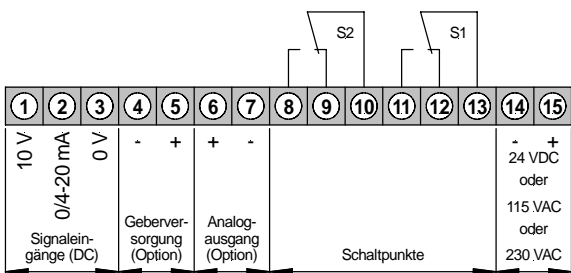 S2
S1
1 2 3 4 5 6 7 8 9 10 11 12 13 14 15
10 V
0/4-20 mA
0 V
- + + - - +
Signalein-
gänge (DC)
Geberver-
sorgung
(Option)
Analog-
ausgang
(Option)
Schaltpunkte
24 VDC
oder
115 VAC
oder
230 VAC